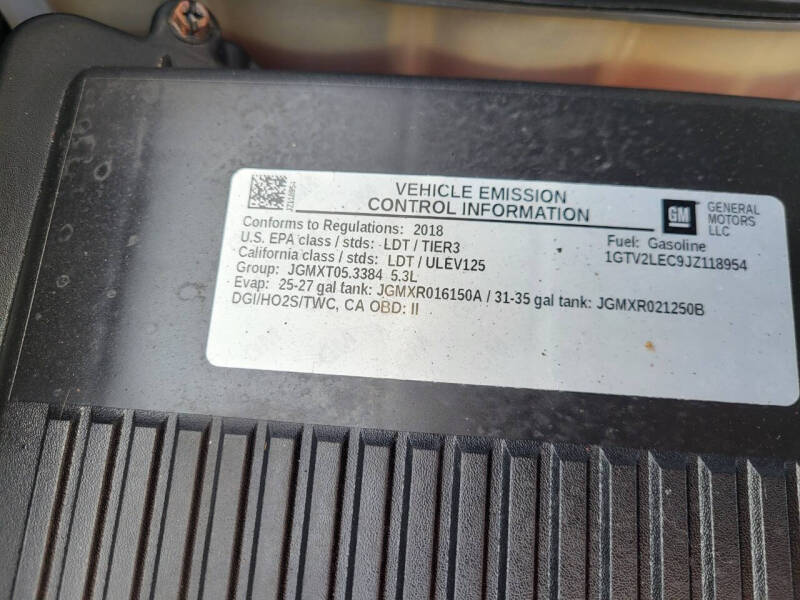 VEHICLE EMISSION
CONTROL INFORMATION
GM
GENERAL
MOTORS
LLC
JZ118954
Conforms to Regulations: 2018
Fuel: Gasoline
U.S. EPA class / stds: LDT / TIER3
1GTV2LEC9JZ118954
California class / stds: LDT / ULEV125
Group: JGMXT05.3384 5.3L
Evap: 25-27 gal tank: JGMXR016150A / 31-35 gal tank: JGMXR021250B
DGI/HO2S/TWC, CA OBD: II